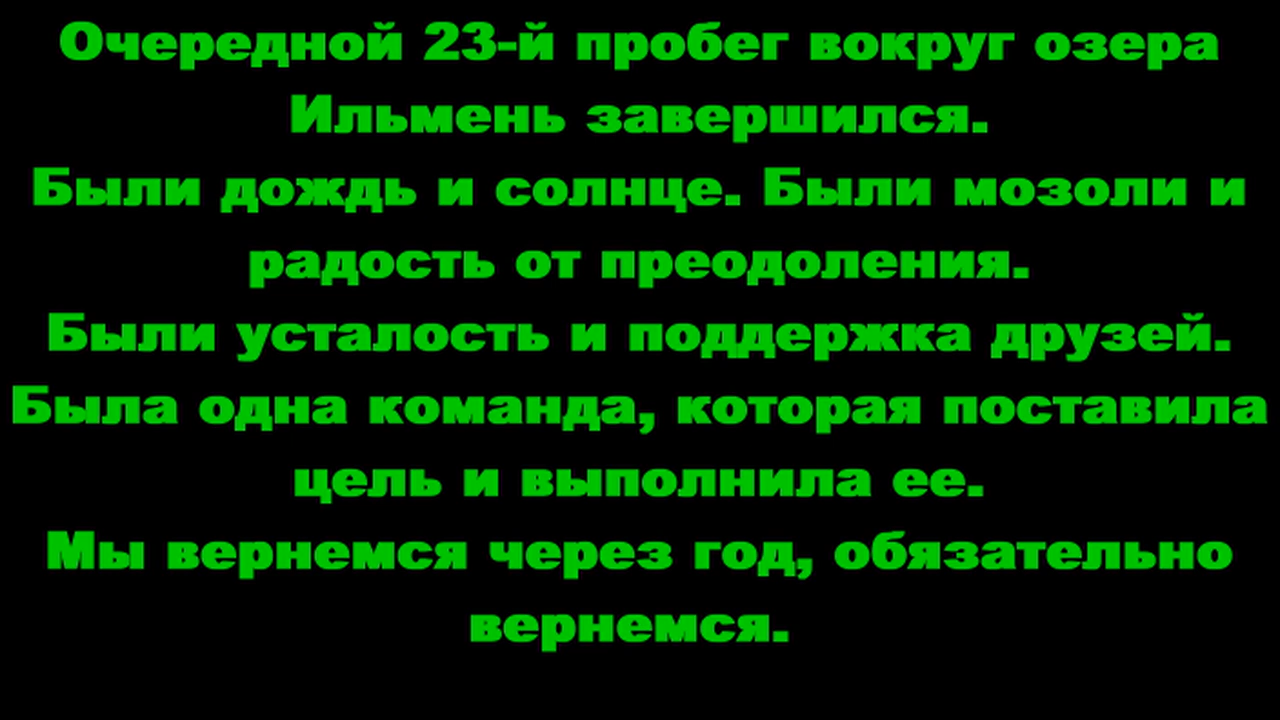 Очередной 23-й пробег вокруг озера
Ильмень завершился.
Были дождь и солнце. Были мозоли и
радость от преодоления.
Были усталость и поддержка друзей.
Была одна команда, которая поставила
цель и выполнила ее.
Мы вернемся через год, обязательно
вернемся.